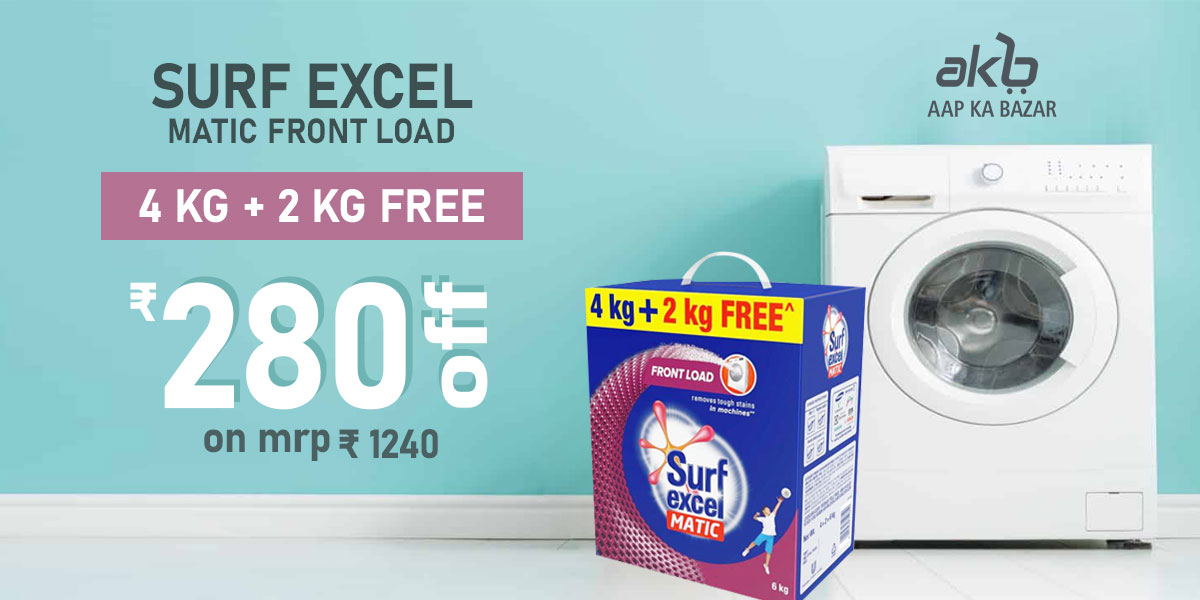 SURF EXCEL
MATIC FRONT LOAD
4 KG + 2 KG FREE
₹280 off
on mrp ₹ 1240
akb
AAP KA BAZAR
4 kg + 2 kg FREE^
FRONT LOAD
removes tough stains
in machines**
Surf
excel
MATIC
6 kg
Surf
excel
MATIC